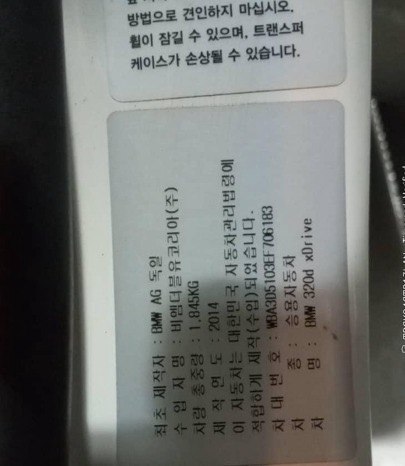 방법으로 견인하지 마십시오.
휠이 잠길 수 있으며, 트랜스퍼
케이스가 손상될 수 있습니다.
최초 제작자 : BMW AG 독일
수 입 자 명 : 비엠더블유코리아(주)
차량 총중량 : 1,845KG
제 작 연 도 : 2014
이 자동차는 대한민국 자동차관리법령에
적합하게 제작(수입)되었습니다.
차 대 번 호 : WBA3D5103EF706183
차 종 : 승용자동차
차 명 : BMW 320d xDrive